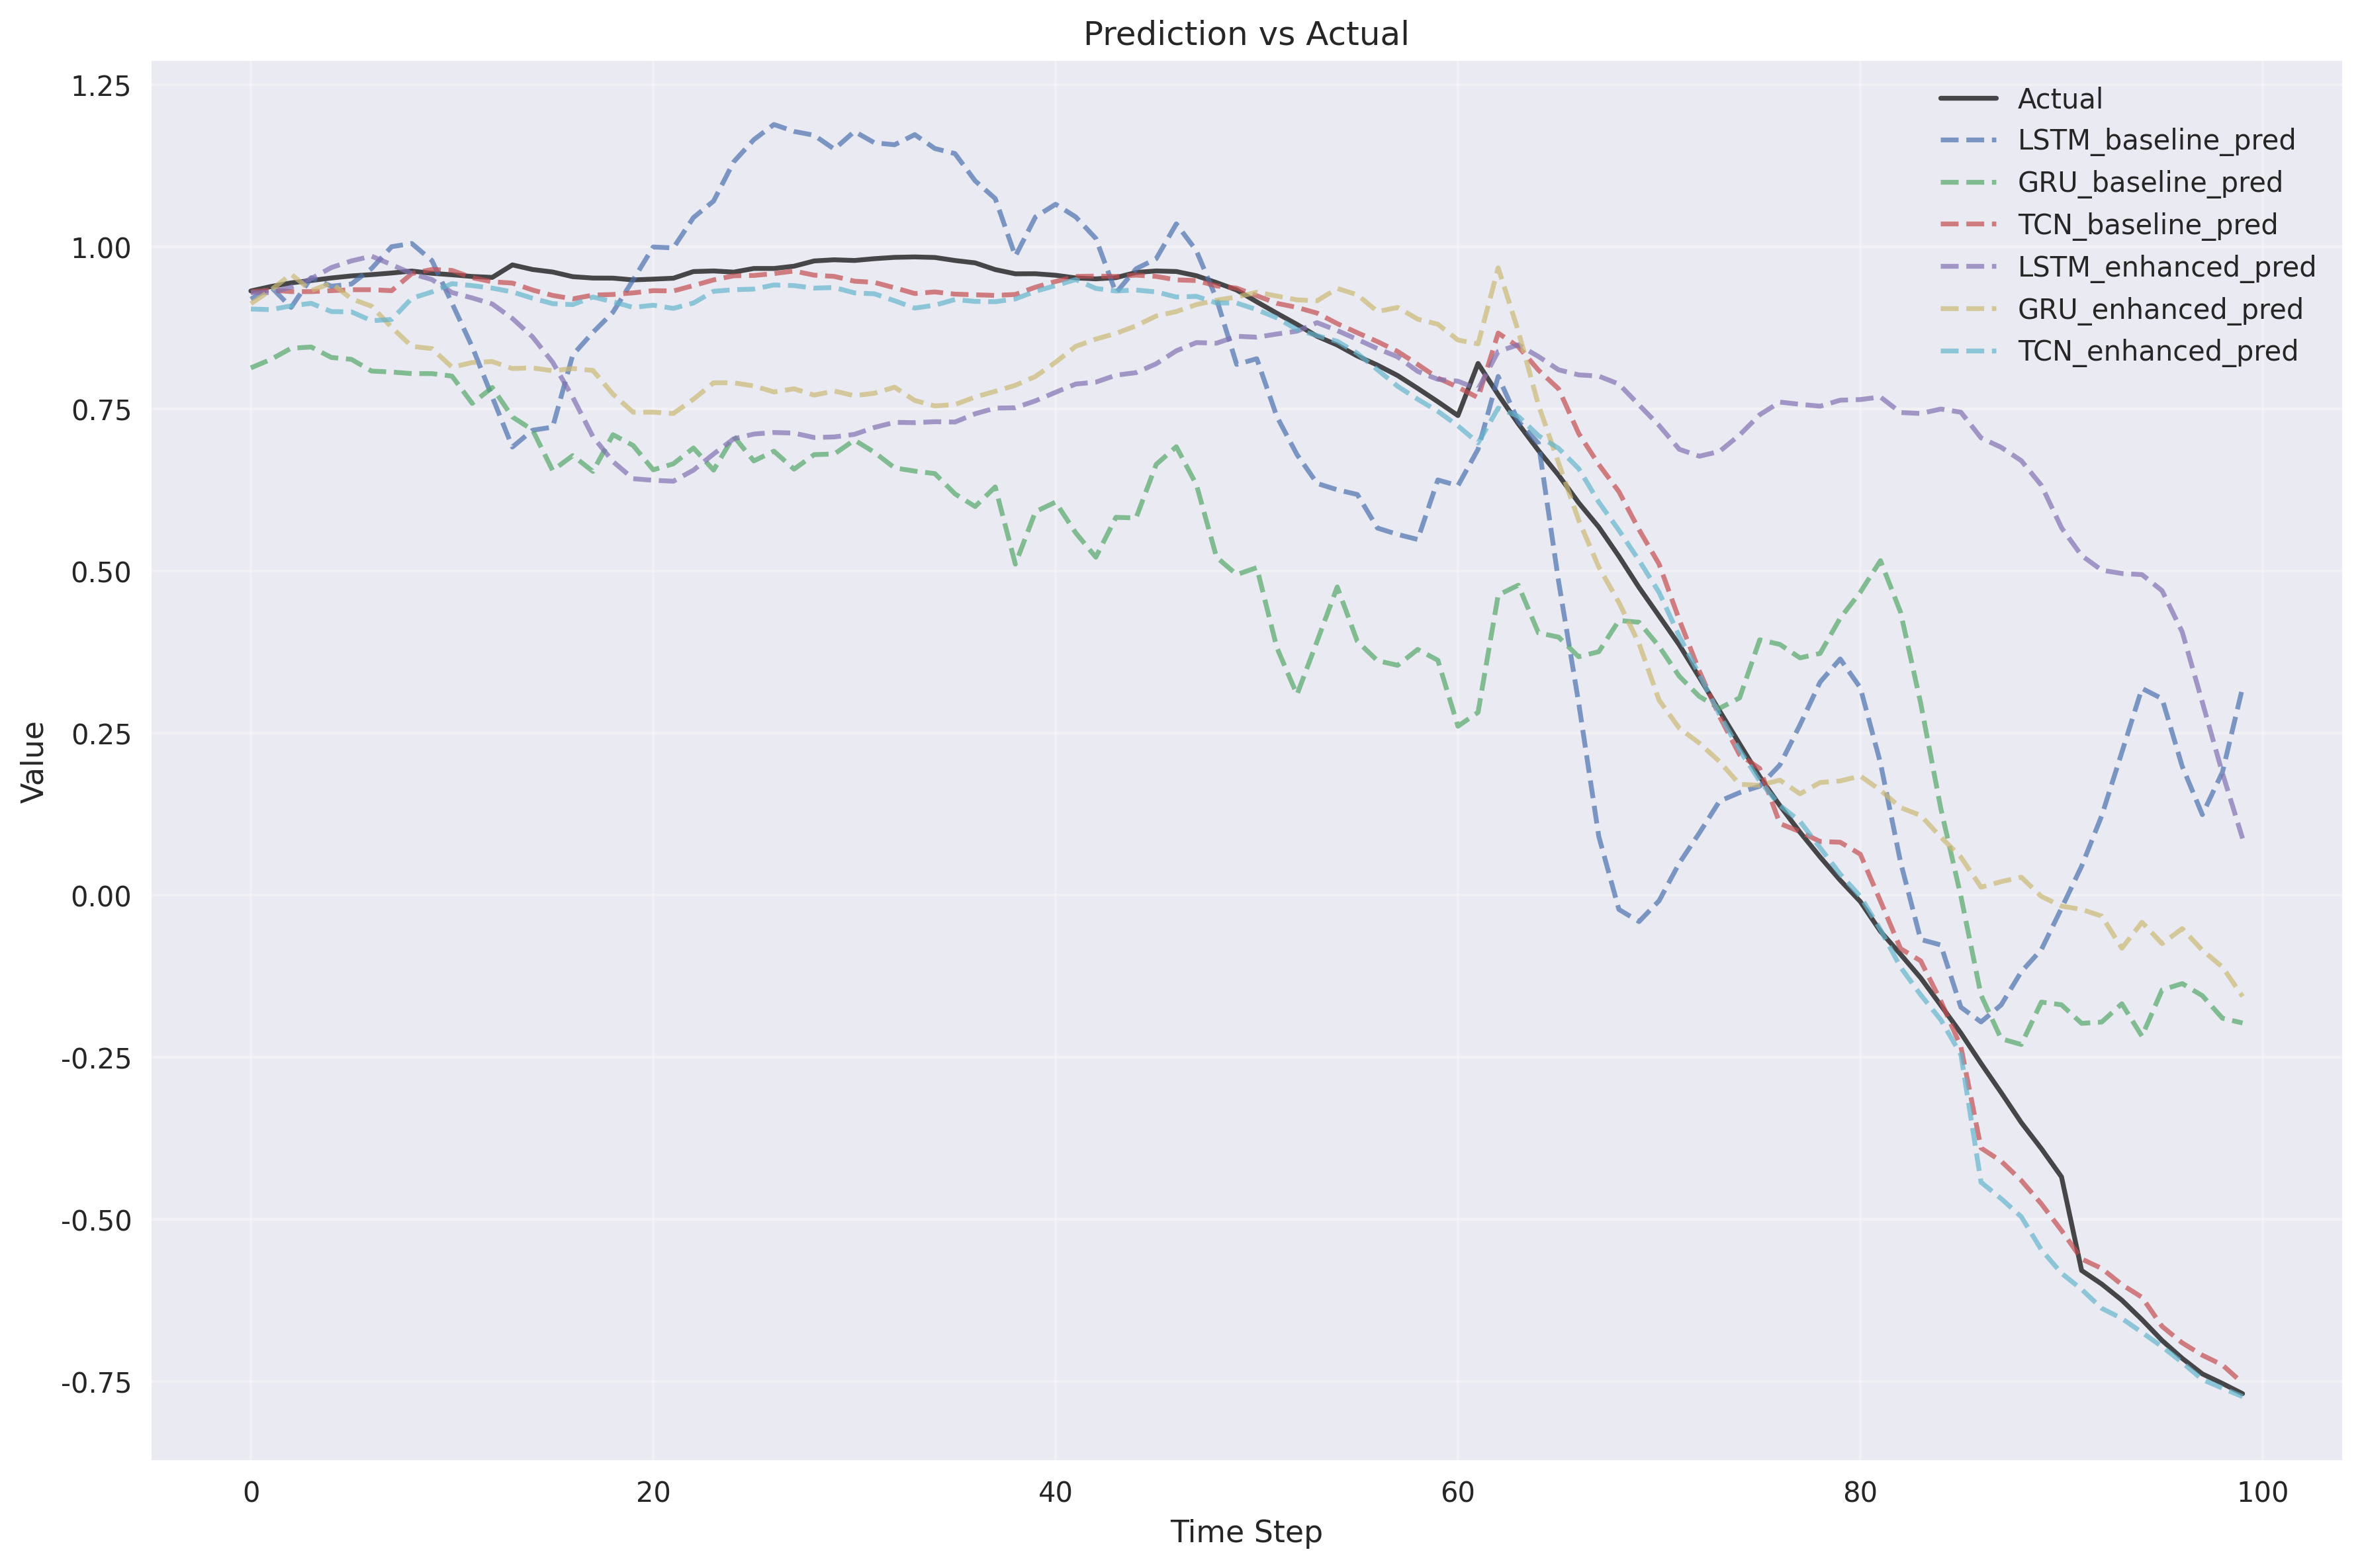 Prediction vs Actual
1.25
1.00
0.75
0.50
0.25
0.00
-0.25
-0.50
-0.75
Value
Actual
LSTM_baseline_pred
GRU_baseline_pred
TCN_baseline_pred
LSTM_enhanced_pred
GRU_enhanced_pred
TCN_enhanced_pred
0 20 40 60 80 100
Time Step